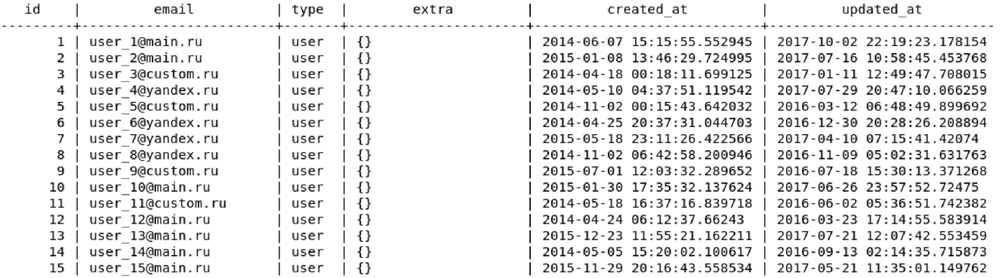 id | email | type | extra | created_at | updated_at
---------+------------------------+-------+----------------------+----------------------------+----------------------------
1 | user_1@main.ru | user | {} | 2014-06-07 15:15:55.552945 | 2017-10-02 22:19:23.178154
2 | user_2@main.ru | user | {} | 2015-01-08 13:46:29.724995 | 2017-07-16 10:58:45.453768
3 | user_3@custom.ru | user | {} | 2014-04-18 00:18:11.699125 | 2017-01-11 12:49:47.708015
4 | user_4@yandex.ru | user | {} | 2014-05-10 04:37:51.119542 | 2017-07-29 20:47:10.066259
5 | user_5@custom.ru | user | {} | 2014-11-02 00:15:43.642032 | 2016-03-12 06:48:49.899692
6 | user_6@yandex.ru | user | {} | 2014-04-25 20:37:31.044703 | 2016-12-30 20:28:26.208894
7 | user_7@yandex.ru | user | {} | 2015-05-18 23:11:26.422566 | 2017-04-10 07:15:41.42074
8 | user_8@yandex.ru | user | {} | 2014-11-02 06:42:58.200946 | 2016-11-09 05:02:31.631763
9 | user_9@custom.ru | user | {} | 2015-07-01 12:03:32.289652 | 2016-07-18 15:30:13.371268
10 | user_10@main.ru | user | {} | 2015-01-30 17:35:32.137624 | 2017-06-26 23:57:52.72475
11 | user_11@custom.ru | user | {} | 2014-05-18 16:37:16.839718 | 2016-06-02 05:36:51.742382
12 | user_12@main.ru | user | {} | 2014-04-24 06:12:37.66243 | 2016-03-23 17:14:55.583914
13 | user_13@main.ru | user | {} | 2015-12-23 11:55:21.162211 | 2017-07-21 12:07:42.553459
14 | user_14@main.ru | user | {} | 2014-05-05 15:20:02.100617 | 2016-09-13 02:14:35.715873
15 | user_15@main.ru | user | {} | 2015-11-29 20:16:43.558534 | 2017-05-21 11:35:01.149762